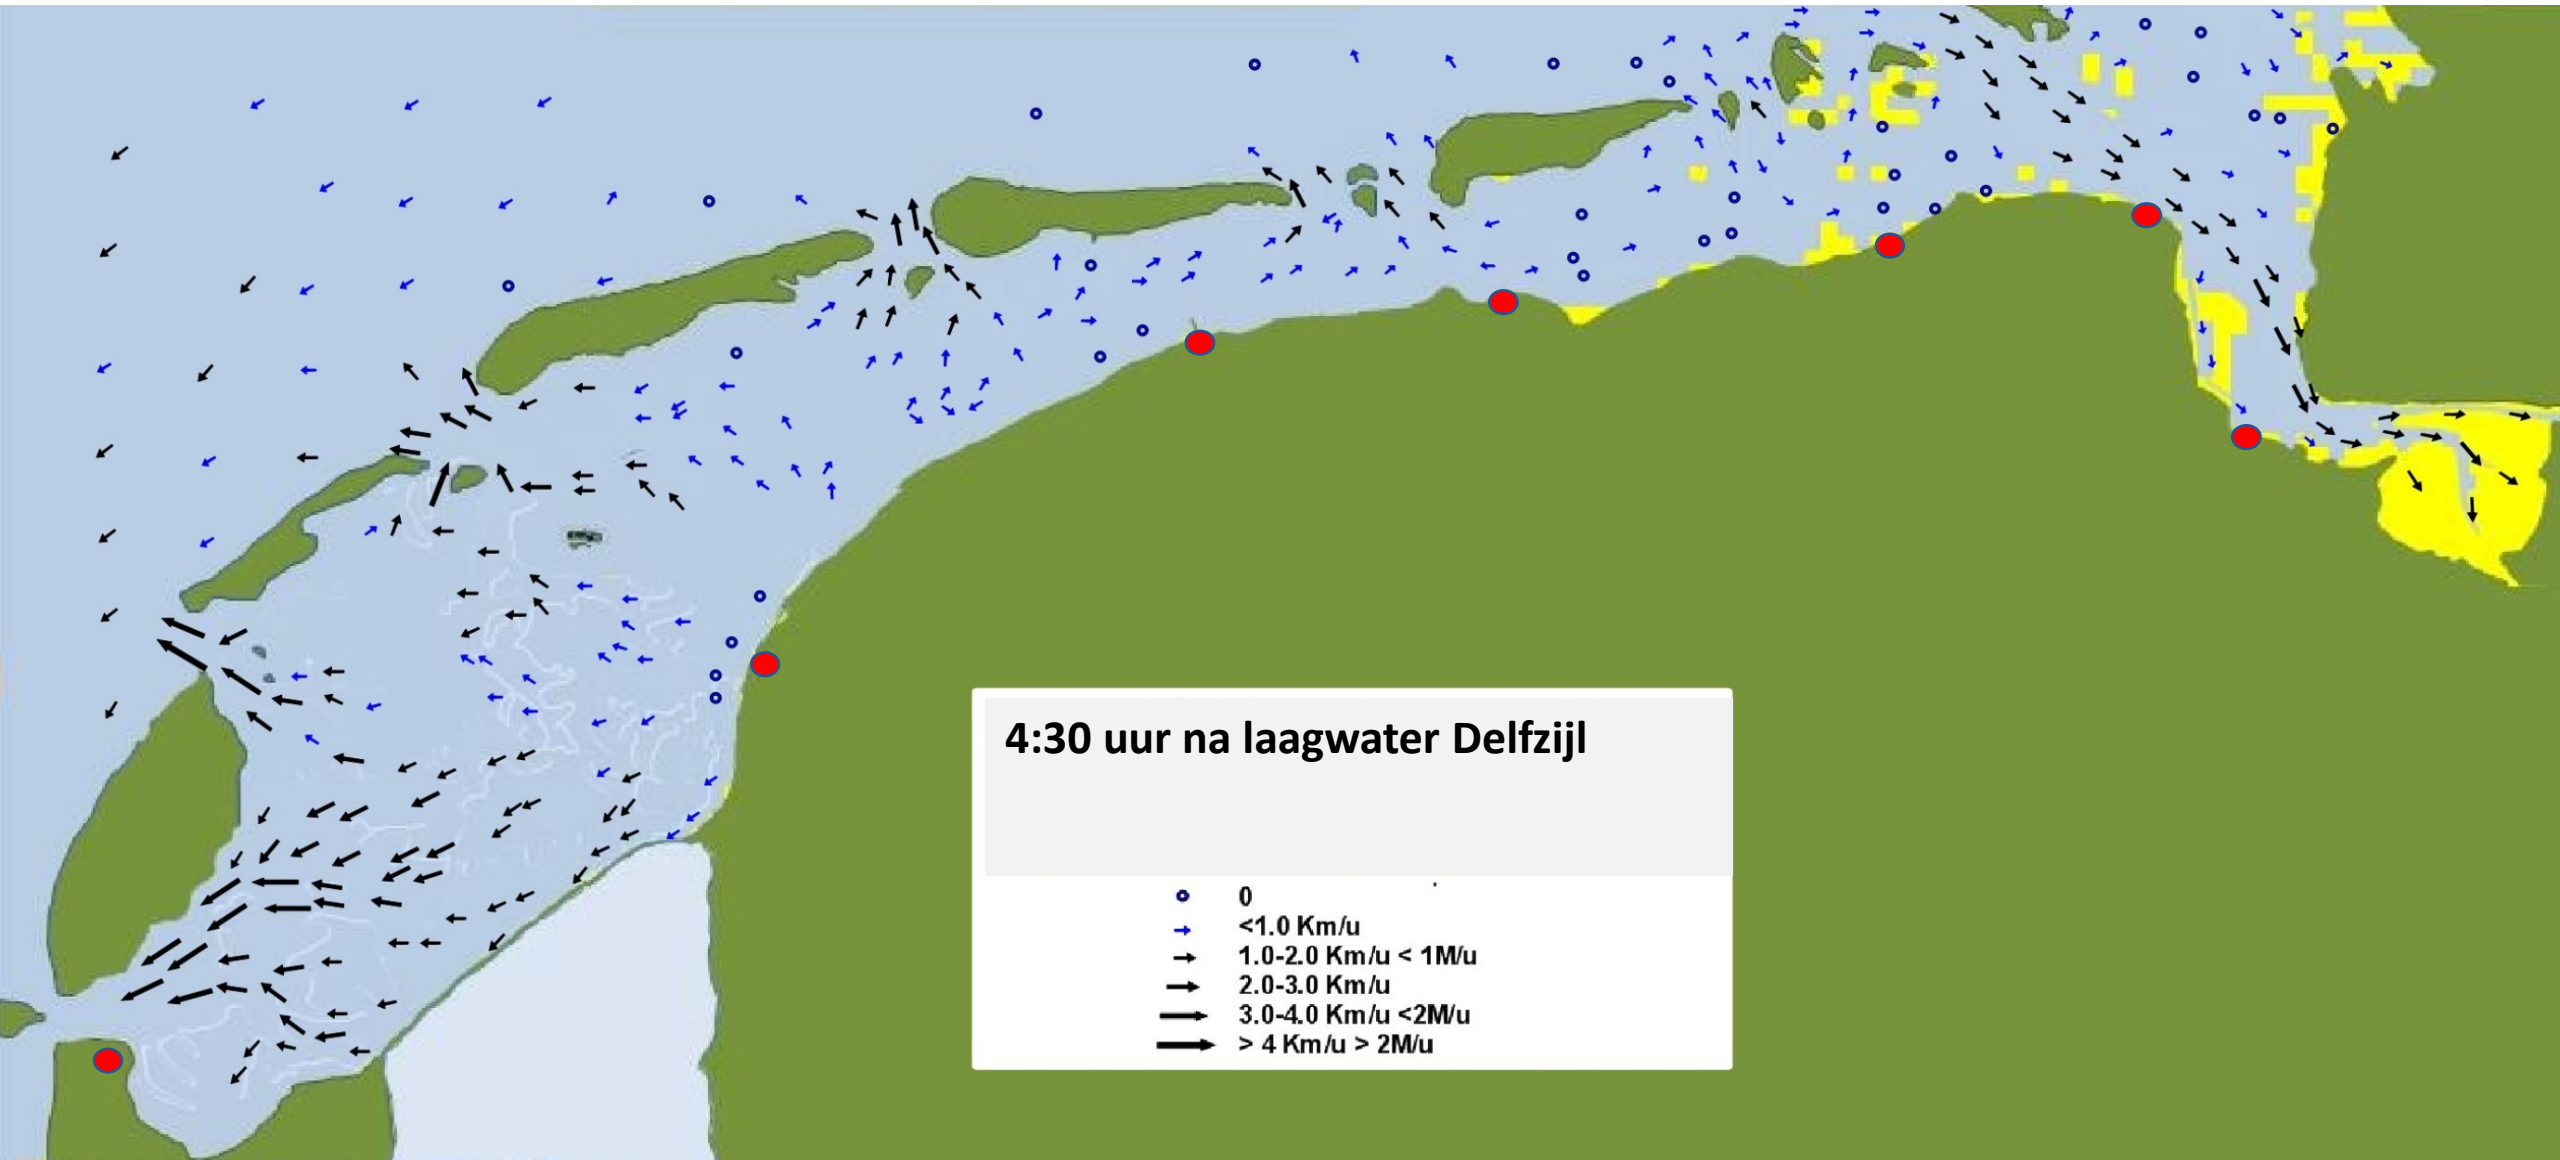 4:30 uur na laagwater Delfzijl
0
<1.0 Km/u
1.0-2.0 Km/u < 1M/u
2.0-3.0 Km/u
3.0-4.0 Km/u <2M/u
> 4 Km/u > 2M/u